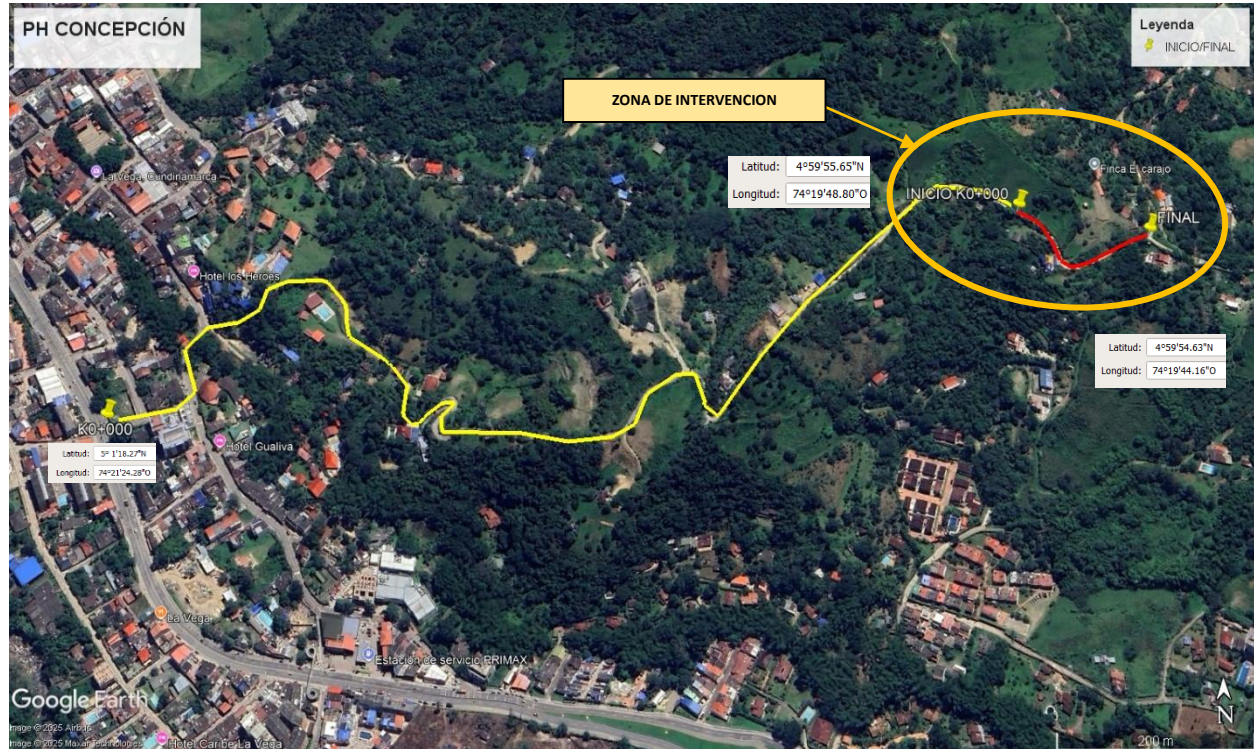 PH CONCEPCIÓN
Leyenda
INICIO/FINAL
ZONA DE INTERVENCION
Latitud: 4°59'55.65"N
Longitud: 74°19'48.80"O
Finca El carajo
La Vega, Cundinamarca
INICIO K0+000
FINAL
Hotel los Héroes
Latitud: 4°59'54.63"N
Longitud: 74°19'44.16"O
K0+000
Hotel Gualiva
Latitud: 5° 1'18.27"N
Longitud: 74°21'24.28"O
La Vega
Estación de servicio PRIMAX
Google Earth
Image © 2025 Airbus
Image © 2025 Maxar Technologies
Hotel Caribe La Vega
N
200 m